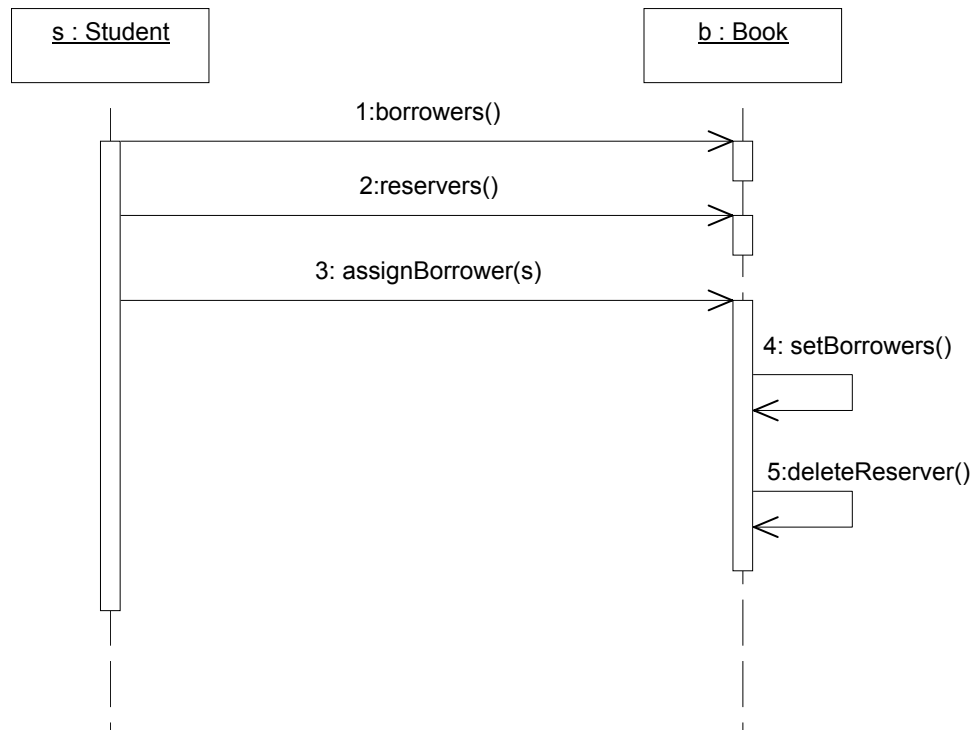 s : Student
b : Book
1:borrowers()
2:reservers()
3: assignBorrower(s)
4: setBorrowers()
5:deleteReserver()